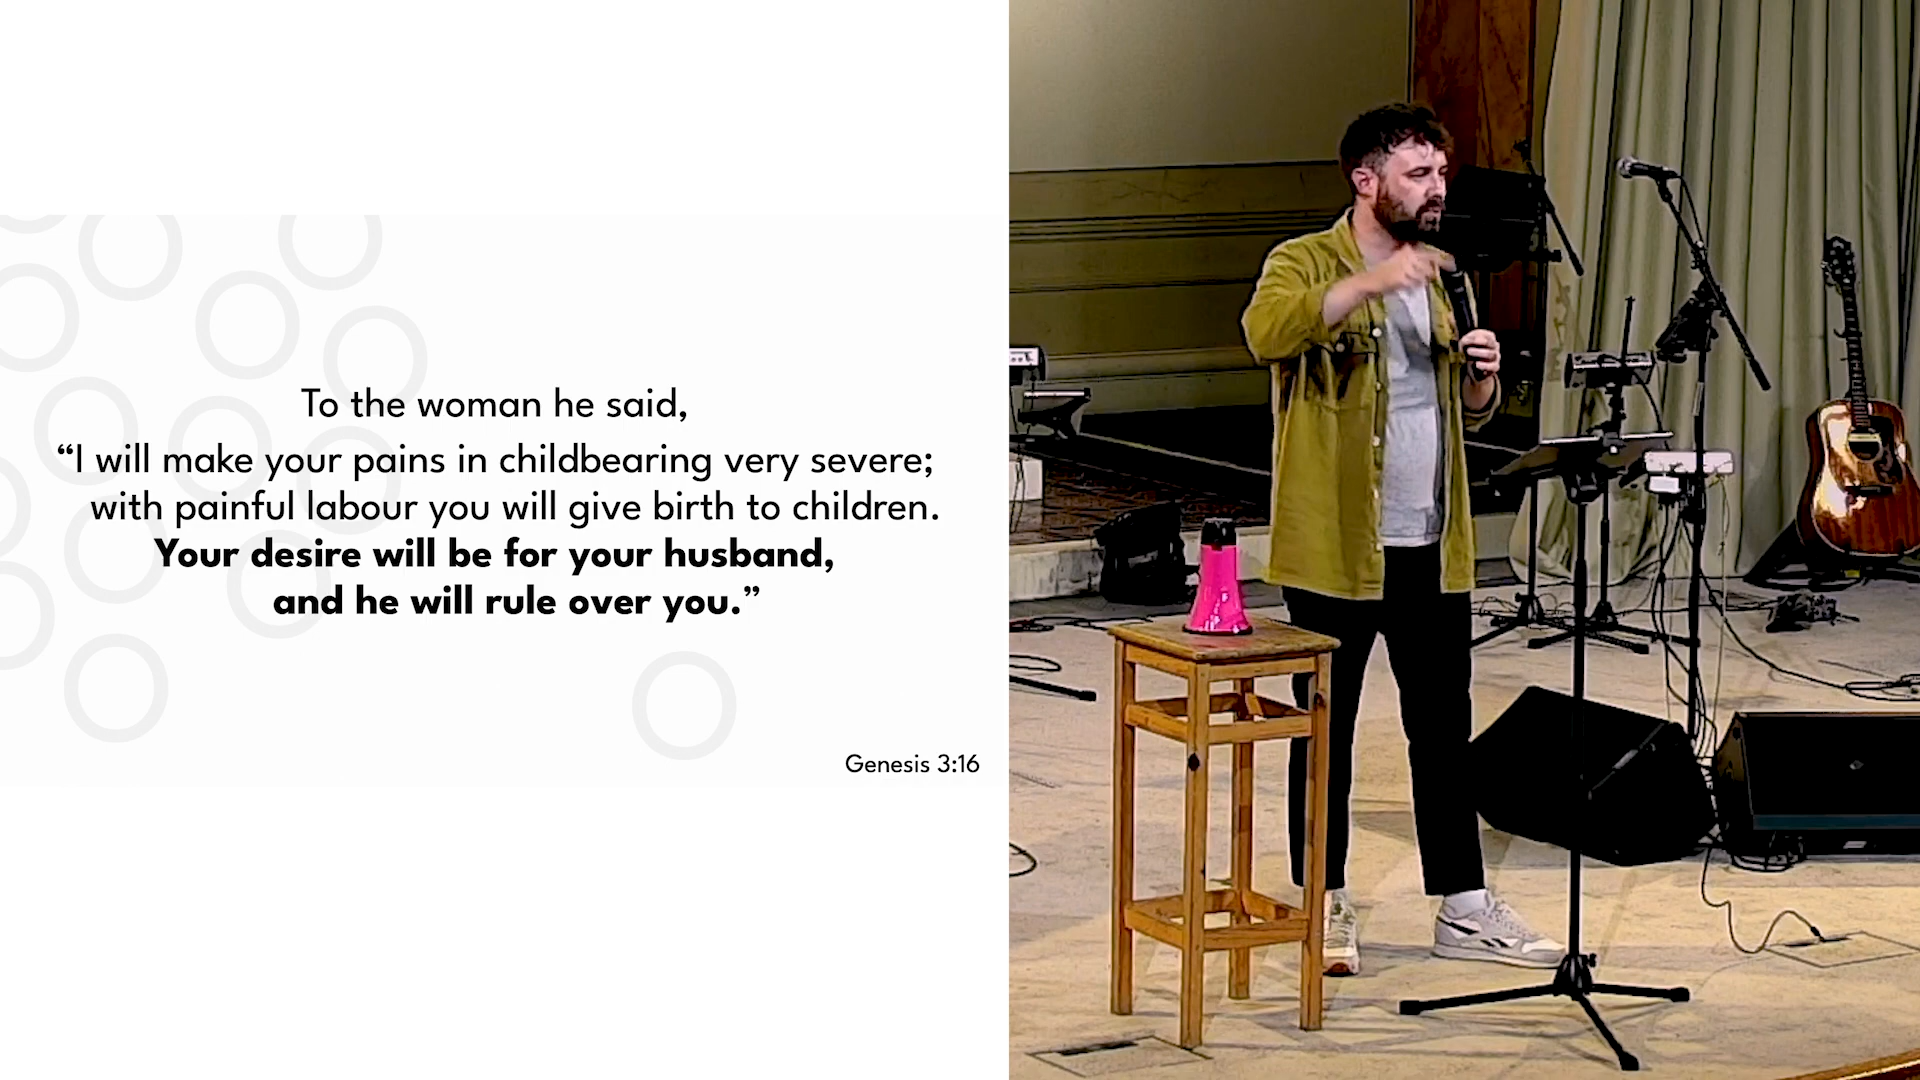 To the woman he said,
“I will make your pains in childbearing very severe;
with painful labour you will give birth to children.
Your desire will be for your husband,
and he will rule over you.”
Genesis 3:16